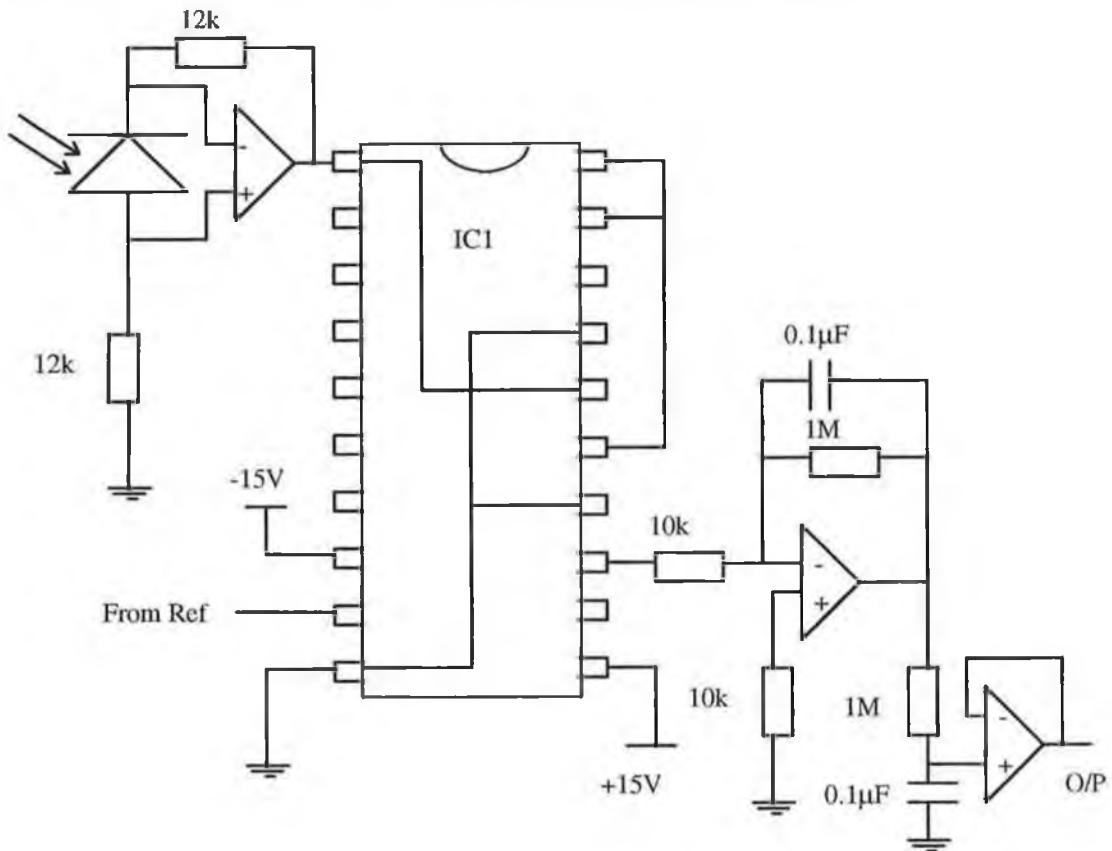 12k
-
+
IC1
12k
0.1μF
1M
-15V
10k
-
+
From Ref
10k
1M
-
+
+15V
0.1μF
O/P